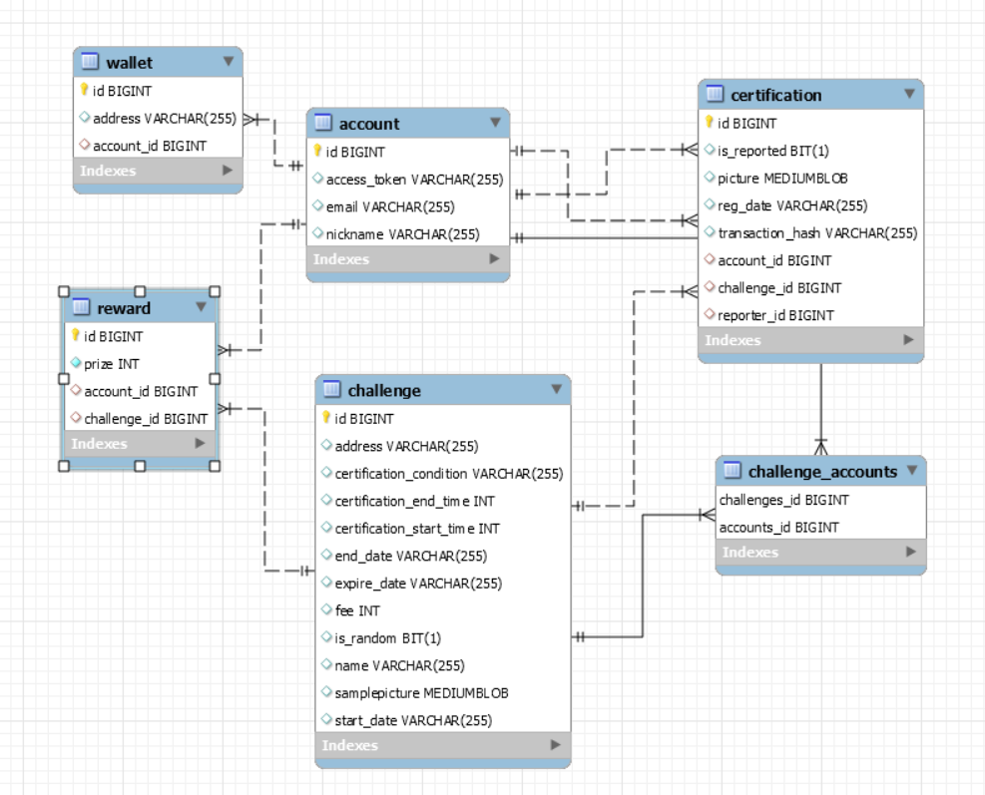 wallet
id BIGINT
address VARCHAR(255)
account_id BIGINT
Indexes
account
id BIGINT
access_token VARCHAR(255)
email VARCHAR(255)
nickname VARCHAR(255)
Indexes
certification
id BIGINT
is_reported BIT(1)
picture MEDIUMBLOB
reg_date VARCHAR(255)
transaction_hash VARCHAR(255)
account_id BIGINT
challenge_id BIGINT
reporter_id BIGINT
Indexes
reward
id BIGINT
prize INT
account_id BIGINT
challenge_id BIGINT
Indexes
challenge
id BIGINT
address VARCHAR(255)
certification_condition VARCHAR(255)
certification_end_time INT
certification_start_time INT
end_date VARCHAR(255)
expire_date VARCHAR(255)
fee INT
is_random BIT(1)
name VARCHAR(255)
samplepicture MEDIUMBLOB
start_date VARCHAR(255)
Indexes
challenge_accounts
challenges_id BIGINT
accounts_id BIGINT
Indexes